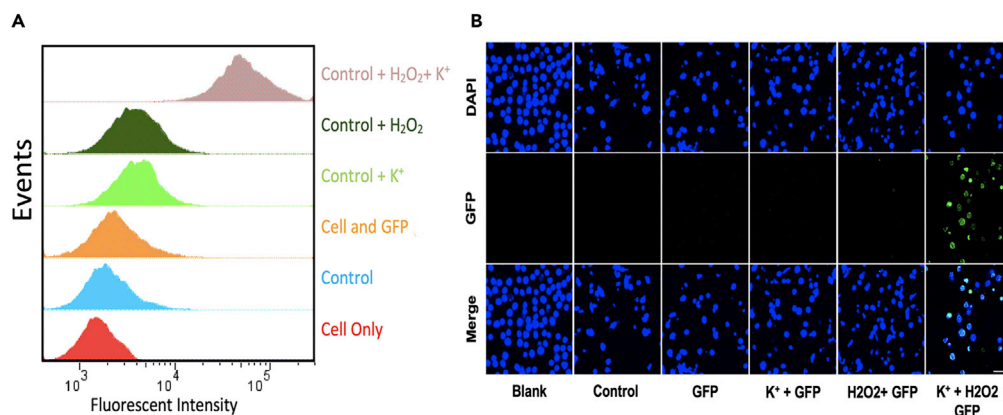 A
Events
Control + H₂O₂+ K⁺
Control + H₂O₂
Control + K⁺
Cell and GFP
Control
Cell Only
10³
10⁴
10⁵
Fluorescent Intensity
B
DAPI
GFP
Merge
Blank
Control
GFP
K⁺ + GFP
H2O2+ GFP
K⁺ + H2O2
GFP